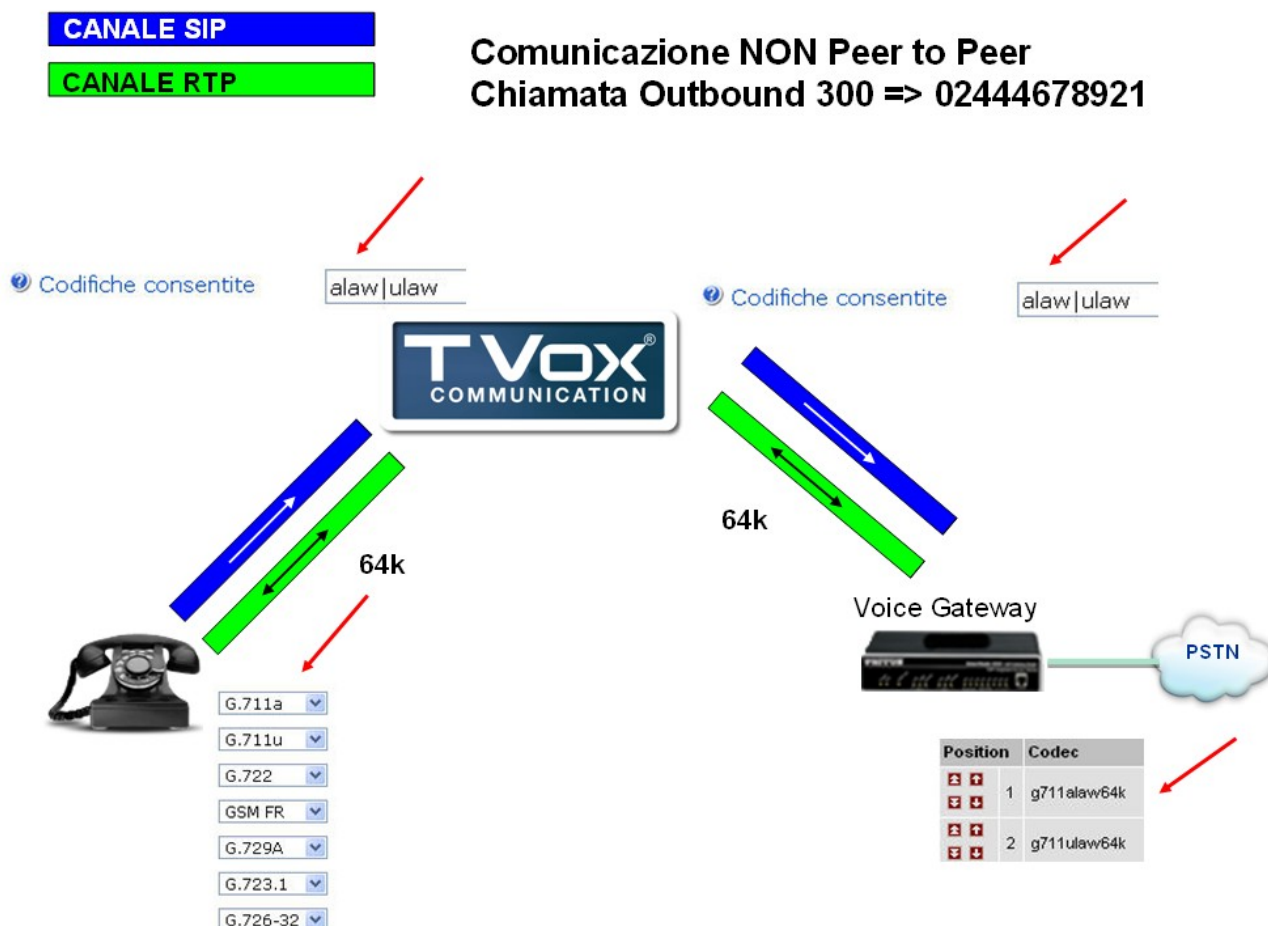 CANALE SIP
CANALE RTP
Comunicazione NON Peer to Peer
Chiamata Outbound 300 => 02444678921
Codifiche consentite
alaw|ulaw
Codifiche consentite
alaw|ulaw
T VOX®
COMMUNICATION
64k
64k
Voice Gateway
PSTN
G.711a
G.711u
G.722
GSM FR
G.729A
G.723.1
G.726-32
Position Codec
1 g711alaw64k
2 g711ulaw64k